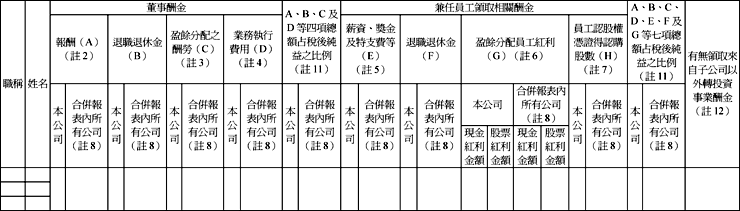 董事酬金
兼任員工領取相關酬金
職稱
姓名
報酬（A）
（註 2）
退職退休金
（B）
盈餘分配之
酬勞（C）
（註 3）
業務執行
費用（D）
（註 4）
A、B、C 及
D 等四項總
額占稅後純
益之比例
（註 11）
薪資、獎金
及特支費等
（E）
（註 5）
退職退休金
（F）
盈餘分配員工紅利
（G）（註 6）
員工認股權
憑證得認購
股數（H）
（註 7）
A、B、C、
D、E、F 及
G 等七項總
額占稅後純
益之比例
（註 11）
有無領取來
自子公司以
外轉投資
事業酬金
（註 12）
本公司
合併報
表內所
有公司
（註 8）
本公司
合併報
表內所
有公司
（註 8）
本公司
合併報
表內所
有公司
（註 8）
本公司
合併報
表內所
有公司
（註 8）
本公司
合併報
表內所
有公司
（註 8）
本公司
合併報
表內所
有公司
（註 8）
本公司
合併報
表內所
有公司
（註 8）
本公司
合併報表內
所有公司
（註 8）
現金
紅利
金額
股票
紅利
金額
現金
紅利
金額
股票
紅利
金額
本公司
合併報
表內所
有公司
（註 8）
本公司
合併報
表內所
有公司
（註 8）